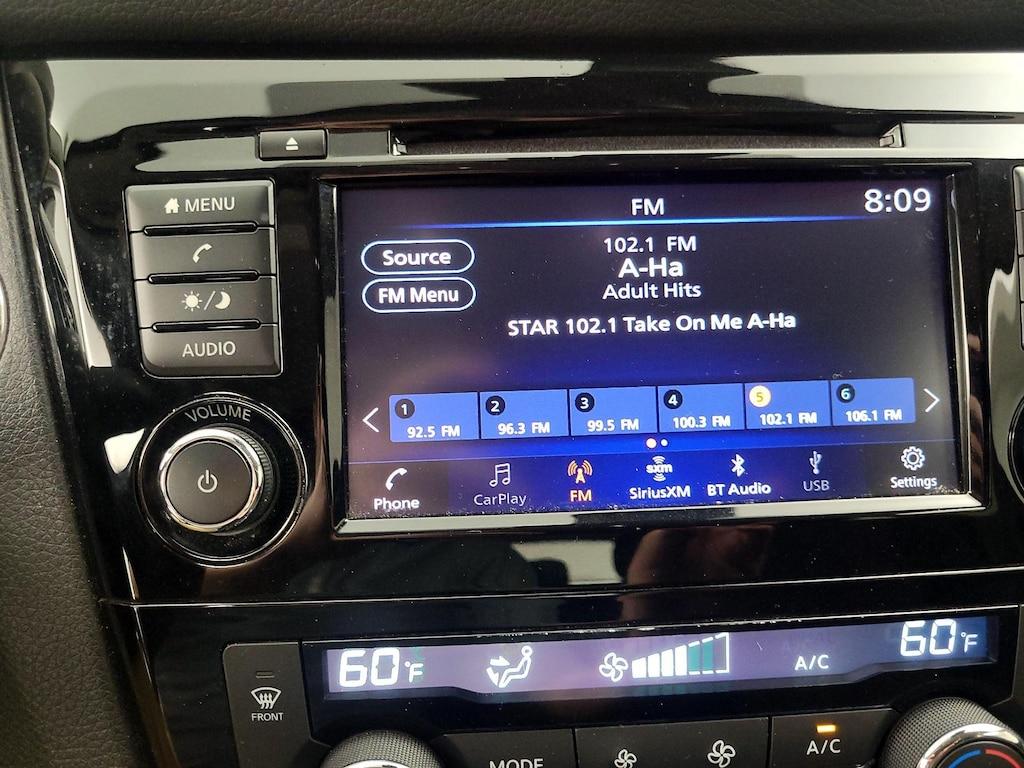 MENU
AUDIO
VOLUME
FM
8:09
Source
FM Menu
102.1 FM
A-Ha
Adult Hits
STAR 102.1 Take On Me A-Ha
1 2 3 4 5 6
92.5 FM 96.3 FM 99.5 FM 100.3 FM 102.1 FM 106.1 FM
Phone CarPlay FM sxm SiriusXM BT Audio USB Settings
60°F A/C 60°F
FRONT
MODE A/C